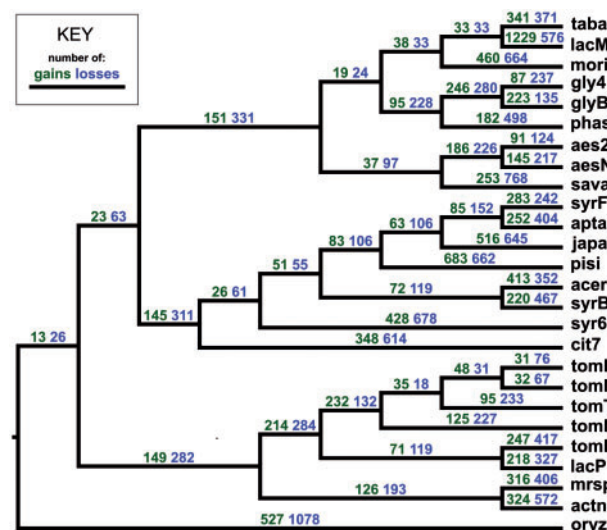 KEY
number of:
gains losses
341 371 taba
33 33
1229 576 lacM
38 33
460 664 mori
19 24
87 237 gly4
246 280
223 135 glyB
95 228
182 498 phas
151 331
91 124 aes2
186 226
145 217 aesN
37 97
253 768 sava
23 63
283 242 syrF
85 152
252 404 apta
63 106
516 645 japa
83 106
683 662 pisi
51 55
413 352 acer
72 119
220 467 syrB
26 61
428 678 syr6
145 311
348 614 cit7
13 26
31 76
48 31
32 67
35 18
95 233 tomT
232 132
125 227
214 284
247 417
71 119
218 327 lacP
149 282
316 406 mrsp
126 193
324 572 actn
527 1078 oryz